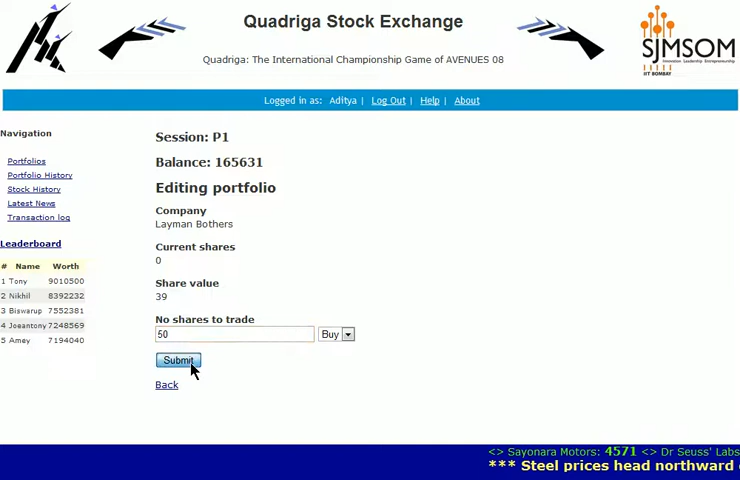 Quadriga Stock Exchange
Quadriga: The International Championship Game of AVENUES 08
SJMSOM
Innovation Leadership Entrepreneurship
IIT BOMBAY
Logged in as: Aditya | Log Out | Help | About
Navigation
Portfolios
Portfolio History
Stock History
Latest News
Transaction log
Leaderboard
# Name Worth
1 Tony 9010500
2 Nikhil 8392232
3 Biswarup 7552381
4 Joeantony 7248569
5 Amey 7194040
Session: P1
Balance: 165631
Editing portfolio
Company
Layman Bothers
Current shares
0
Share value
39
No shares to trade
50 Buy
Submit
Back
<> Sayonara Motors: 4571 <> Dr Seuss' Labs
*** Steel prices head northward